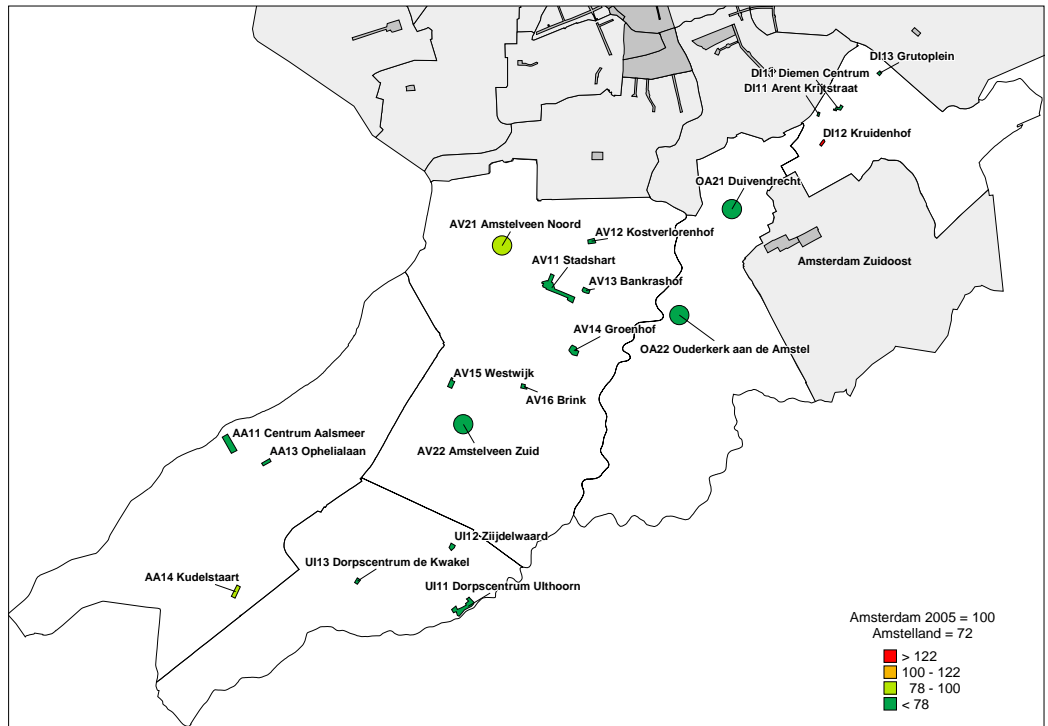 DI13 Grutoplein
DI11 Diemen Centrum
DI11 Arent Krijtstraat
DI12 Kruidenhof
OA21 Duivendrecht
AV21 Amstelveen Noord
AV12 Kostverlorenhof
AV11 Stadshart
Amsterdam Zuidoost
AV13 Bankrashof
AV14 Groenhof
OA22 Ouderkerk aan de Amstel
AV15 Westwijk
AV16 Brink
AA11 Centrum Aalsmeer
AA13 Ophelialaan
AV22 Amstelveen Zuid
UI12 Ziijdelwaard
UI13 Dorpscentrum de Kwakel
AA14 Kudelstaart
UI11 Dorpscentrum UIthoorn
Amsterdam 2005 = 100
Amstelland = 72
> 122
100 - 122
78 - 100
< 78